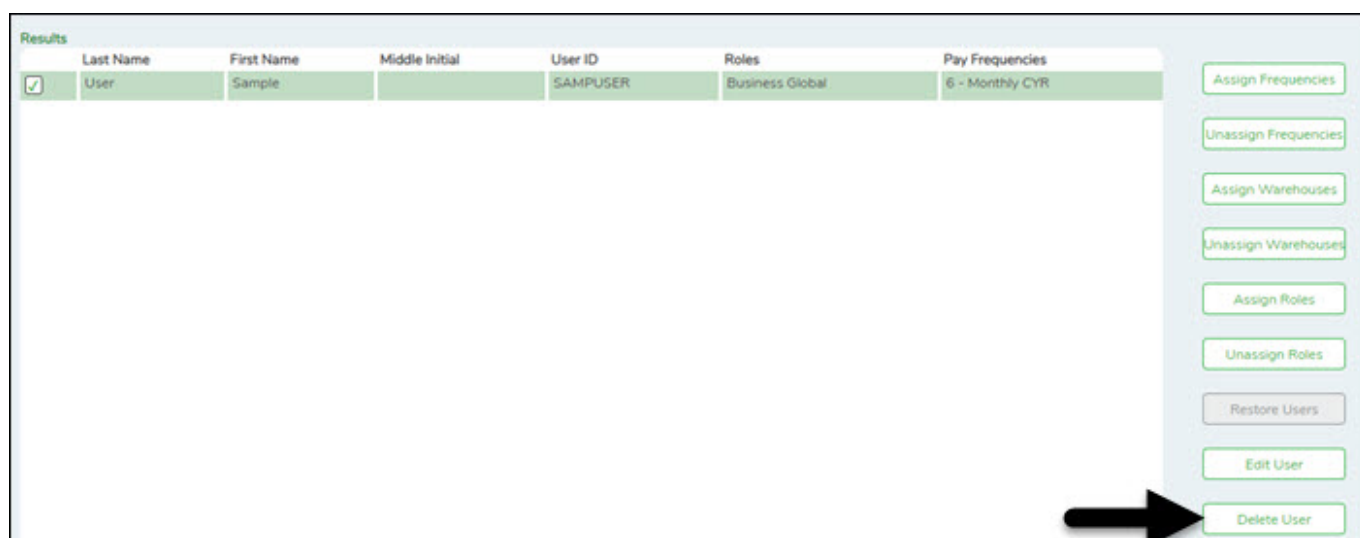 Results
Last Name First Name Middle Initial User ID Roles Pay Frequencies
User Sample SAMPUSER Business Global 6 - Monthly CYR
Assign Frequencies
Unassign Frequencies
Assign Warehouses
Unassign Warehouses
Assign Roles
Unassign Roles
Restore Users
Edit User
Delete User